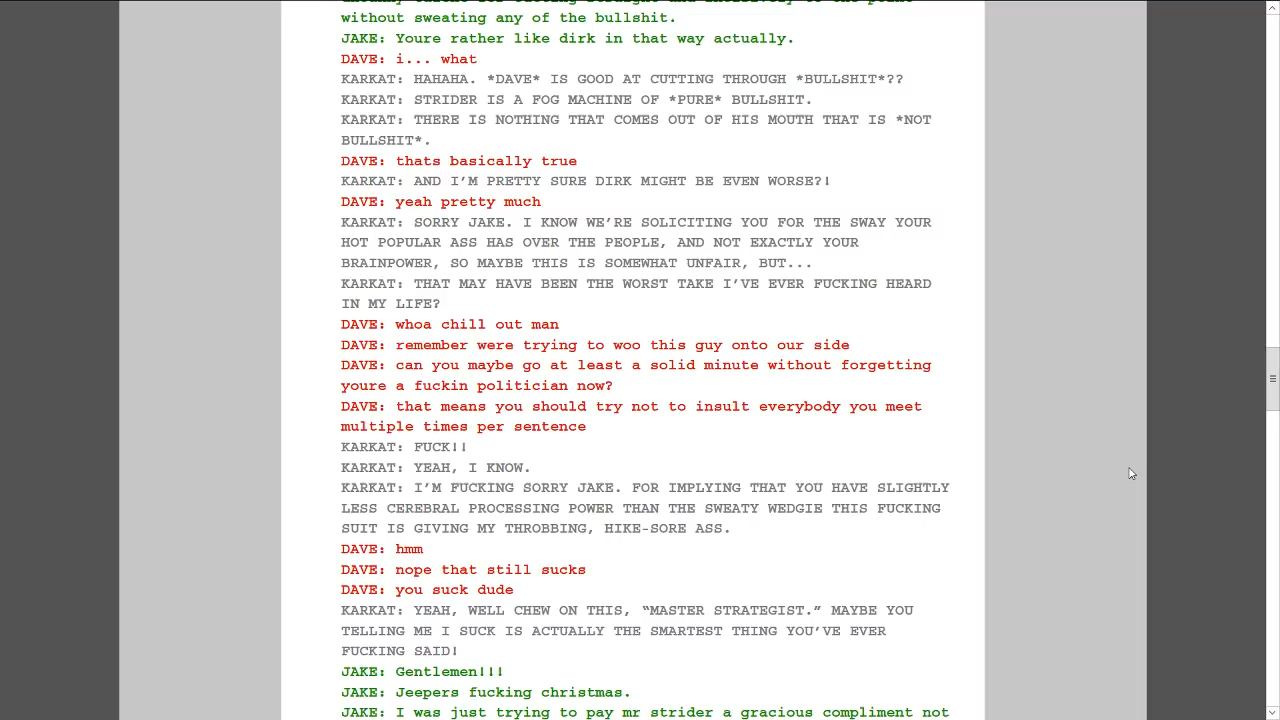 without sweating any of the bullshit.
JAKE: Youre rather like dirk in that way actually.
DAVE: i... what
KARKAT: HAHAHA. *DAVE* IS GOOD AT CUTTING THROUGH *BULLSHIT*??
KARKAT: STRIDER IS A FOG MACHINE OF *PURE* BULLSHIT.
KARKAT: THERE IS NOTHING THAT COMES OUT OF HIS MOUTH THAT IS *NOT
BULLSHIT*.
DAVE: thats basically true
KARKAT: AND I’M PRETTY SURE DIRK MIGHT BE EVEN WORSE?!
DAVE: yeah pretty much
KARKAT: SORRY JAKE. I KNOW WE’RE SOLICITING YOU FOR THE SWAY YOUR
HOT POPULAR ASS HAS OVER THE PEOPLE, AND NOT EXACTLY YOUR
BRAINPOWER, SO MAYBE THIS IS SOMEWHAT UNFAIR, BUT...
KARKAT: THAT MAY HAVE BEEN THE WORST TAKE I’VE EVER FUCKING HEARD
IN MY LIFE?
DAVE: whoa chill out man
DAVE: remember were trying to woo this guy onto our side
DAVE: can you maybe go at least a solid minute without forgetting
youre a fuckin politician now?
DAVE: that means you should try not to insult everybody you meet
multiple times per sentence
KARKAT: FUCK!!
KARKAT: YEAH, I KNOW.
KARKAT: I’M FUCKING SORRY JAKE. FOR IMPLYING THAT YOU HAVE SLIGHTLY
LESS CEREBRAL PROCESSING POWER THAN THE SWEATY WEDGIE THIS FUCKING
SUIT IS GIVING MY THROBBING, HIKE-SORE ASS.
DAVE: hmm
DAVE: nope that still sucks
DAVE: you suck dude
KARKAT: YEAH, WELL CHEW ON THIS, “MASTER STRATEGIST.” MAYBE YOU
TELLING ME I SUCK IS ACTUALLY THE SMARTEST THING YOU’VE EVER
FUCKING SAID!
JAKE: Gentlemen!!!
JAKE: Jeepers fucking christmas.
JAKE: I was just trying to pay mr strider a gracious compliment not